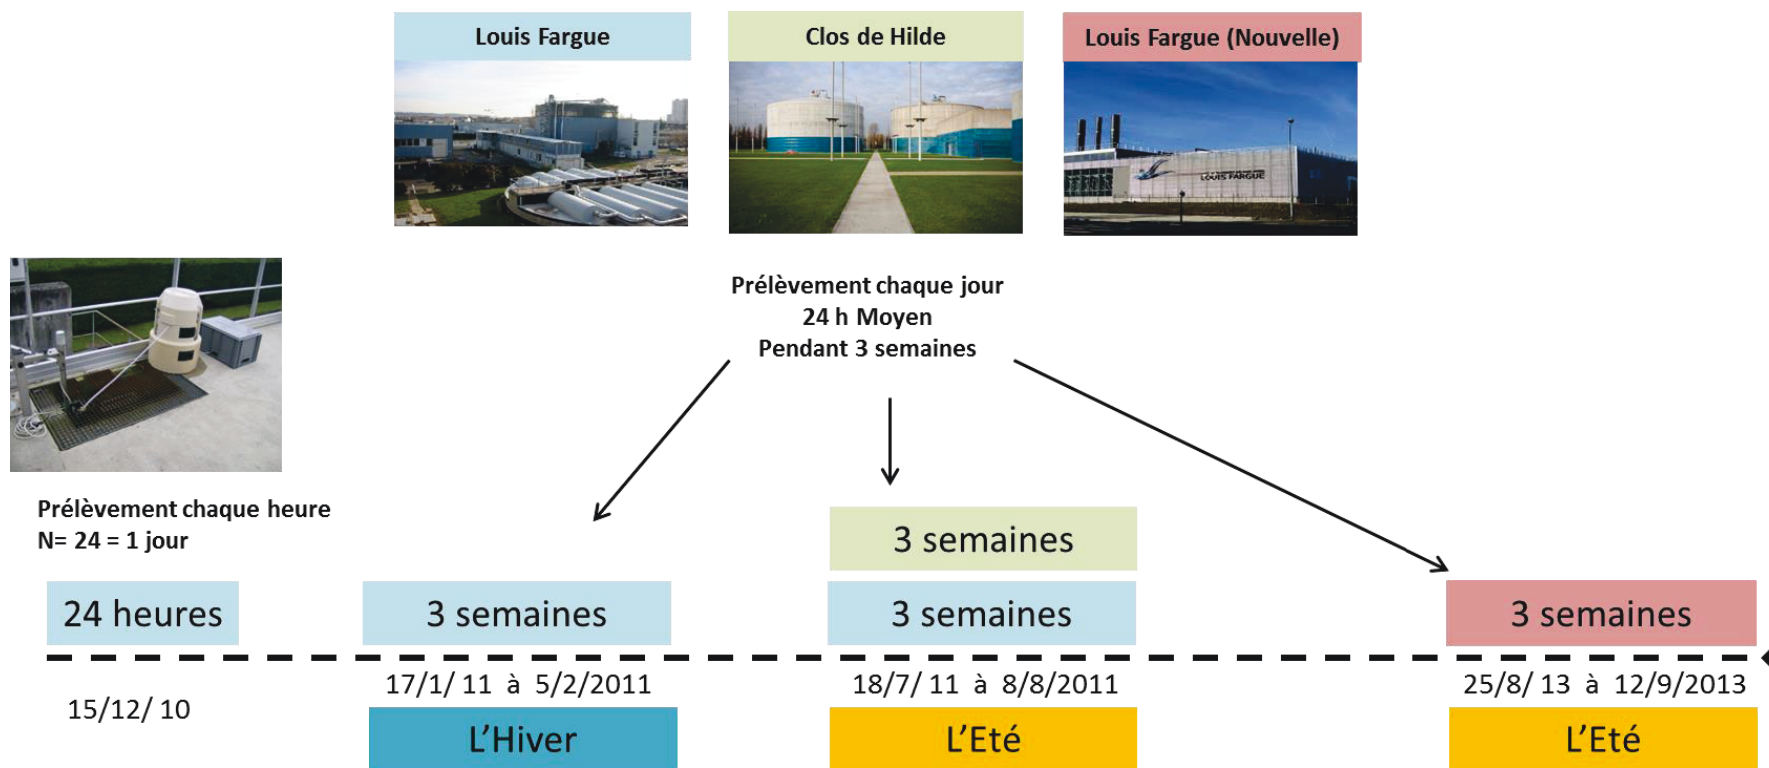 Louis Fargue
Clos de Hilde
Louis Fargue (Nouvelle)
LOUIS FARGUE
Prélèvement chaque jour
24 h Moyen
Pendant 3 semaines
Prélèvement chaque heure
N= 24 = 1 jour
3 semaines
24 heures
3 semaines
3 semaines
3 semaines
15/12/ 10
17/1/ 11 à 5/2/2011
18/7/ 11 à 8/8/2011
25/8/ 13 à 12/9/2013
L'Hiver
L'Eté
L'Eté